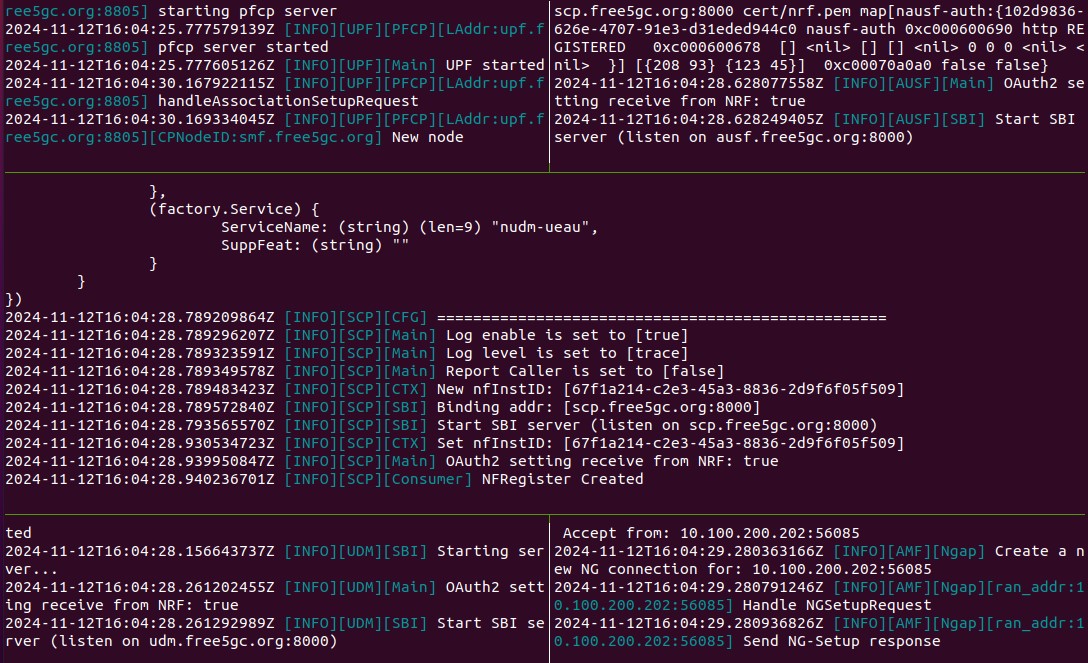 ree5gc.org:8805] starting pfcp server
2024-11-12T16:04:25.777579139Z [INFO][UPF][PFCP][LAddr:upf.f
ree5gc.org:8805] pfcp server started
2024-11-12T16:04:25.777605126Z [INFO][UPF][Main] UPF started
2024-11-12T16:04:30.167922115Z [INFO][UPF][PFCP][LAddr:upf.f
ree5gc.org:8805] handleAssociationSetupRequest
2024-11-12T16:04:30.169334045Z [INFO][UPF][PFCP][LAddr:upf.f
ree5gc.org:8805][CPNodeID:smf.free5gc.org] New node
scp.free5gc.org:8000 cert/nrf.pem map[nausf-auth:{102d9836-
626e-4707-91e3-d31eded944c0 nausf-auth 0xc000600690 http RE
GISTERED   0xc000600678  [] <nil> [] [] <nil> 0 0 0 <nil> <
nil>  }] [{208 93} {123 45}]  0xc00070a0a0 false false}
2024-11-12T16:04:28.628077558Z [INFO][AUSF][Main] OAuth2 se
tting receive from NRF: true
2024-11-12T16:04:28.628249405Z [INFO][AUSF][SBI] Start SBI
server (listen on ausf.free5gc.org:8000)
},
(factory.Service) {
ServiceName: (string) (len=9) "nudm-ueau",
SuppFeat: (string) ""
}
}
})
2024-11-12T16:04:28.789209864Z [INFO][SCP][CFG] ==================================================
2024-11-12T16:04:28.789296207Z [INFO][SCP][Main] Log enable is set to [true]
2024-11-12T16:04:28.789323591Z [INFO][SCP][Main] Log level is set to [trace]
2024-11-12T16:04:28.789349578Z [INFO][SCP][Main] Report Caller is set to [false]
2024-11-12T16:04:28.789483423Z [INFO][SCP][CTX] New nfInstID: [67f1a214-c2e3-45a3-8836-2d9f6f05f509]
2024-11-12T16:04:28.789572840Z [INFO][SCP][SBI] Binding addr: [scp.free5gc.org:8000]
2024-11-12T16:04:28.793565570Z [INFO][SCP][SBI] Start SBI server (listen on scp.free5gc.org:8000)
2024-11-12T16:04:28.930534723Z [INFO][SCP][CTX] Set nfInstID: [67f1a214-c2e3-45a3-8836-2d9f6f05f509]
2024-11-12T16:04:28.939950847Z [INFO][SCP][Main] OAuth2 setting receive from NRF: true
2024-11-12T16:04:28.940236701Z [INFO][SCP][Consumer] NFRegister Created
ted
2024-11-12T16:04:28.156643737Z [INFO][UDM][SBI] Starting ser
ver...
2024-11-12T16:04:28.261202455Z [INFO][UDM][Main] OAuth2 sett
ing receive from NRF: true
2024-11-12T16:04:28.261292989Z [INFO][UDM][SBI] Start SBI se
rver (listen on udm.free5gc.org:8000)
Accept from: 10.100.200.202:56085
2024-11-12T16:04:29.280363166Z [INFO][AMF][Ngap] Create a n
ew NG connection for: 10.100.200.202:56085
2024-11-12T16:04:29.280791246Z [INFO][AMF][Ngap][ran_addr:1
0.100.200.202:56085] Handle NGSetupRequest
2024-11-12T16:04:29.280936826Z [INFO][AMF][Ngap][ran_addr:1
0.100.200.202:56085] Send NG-Setup response